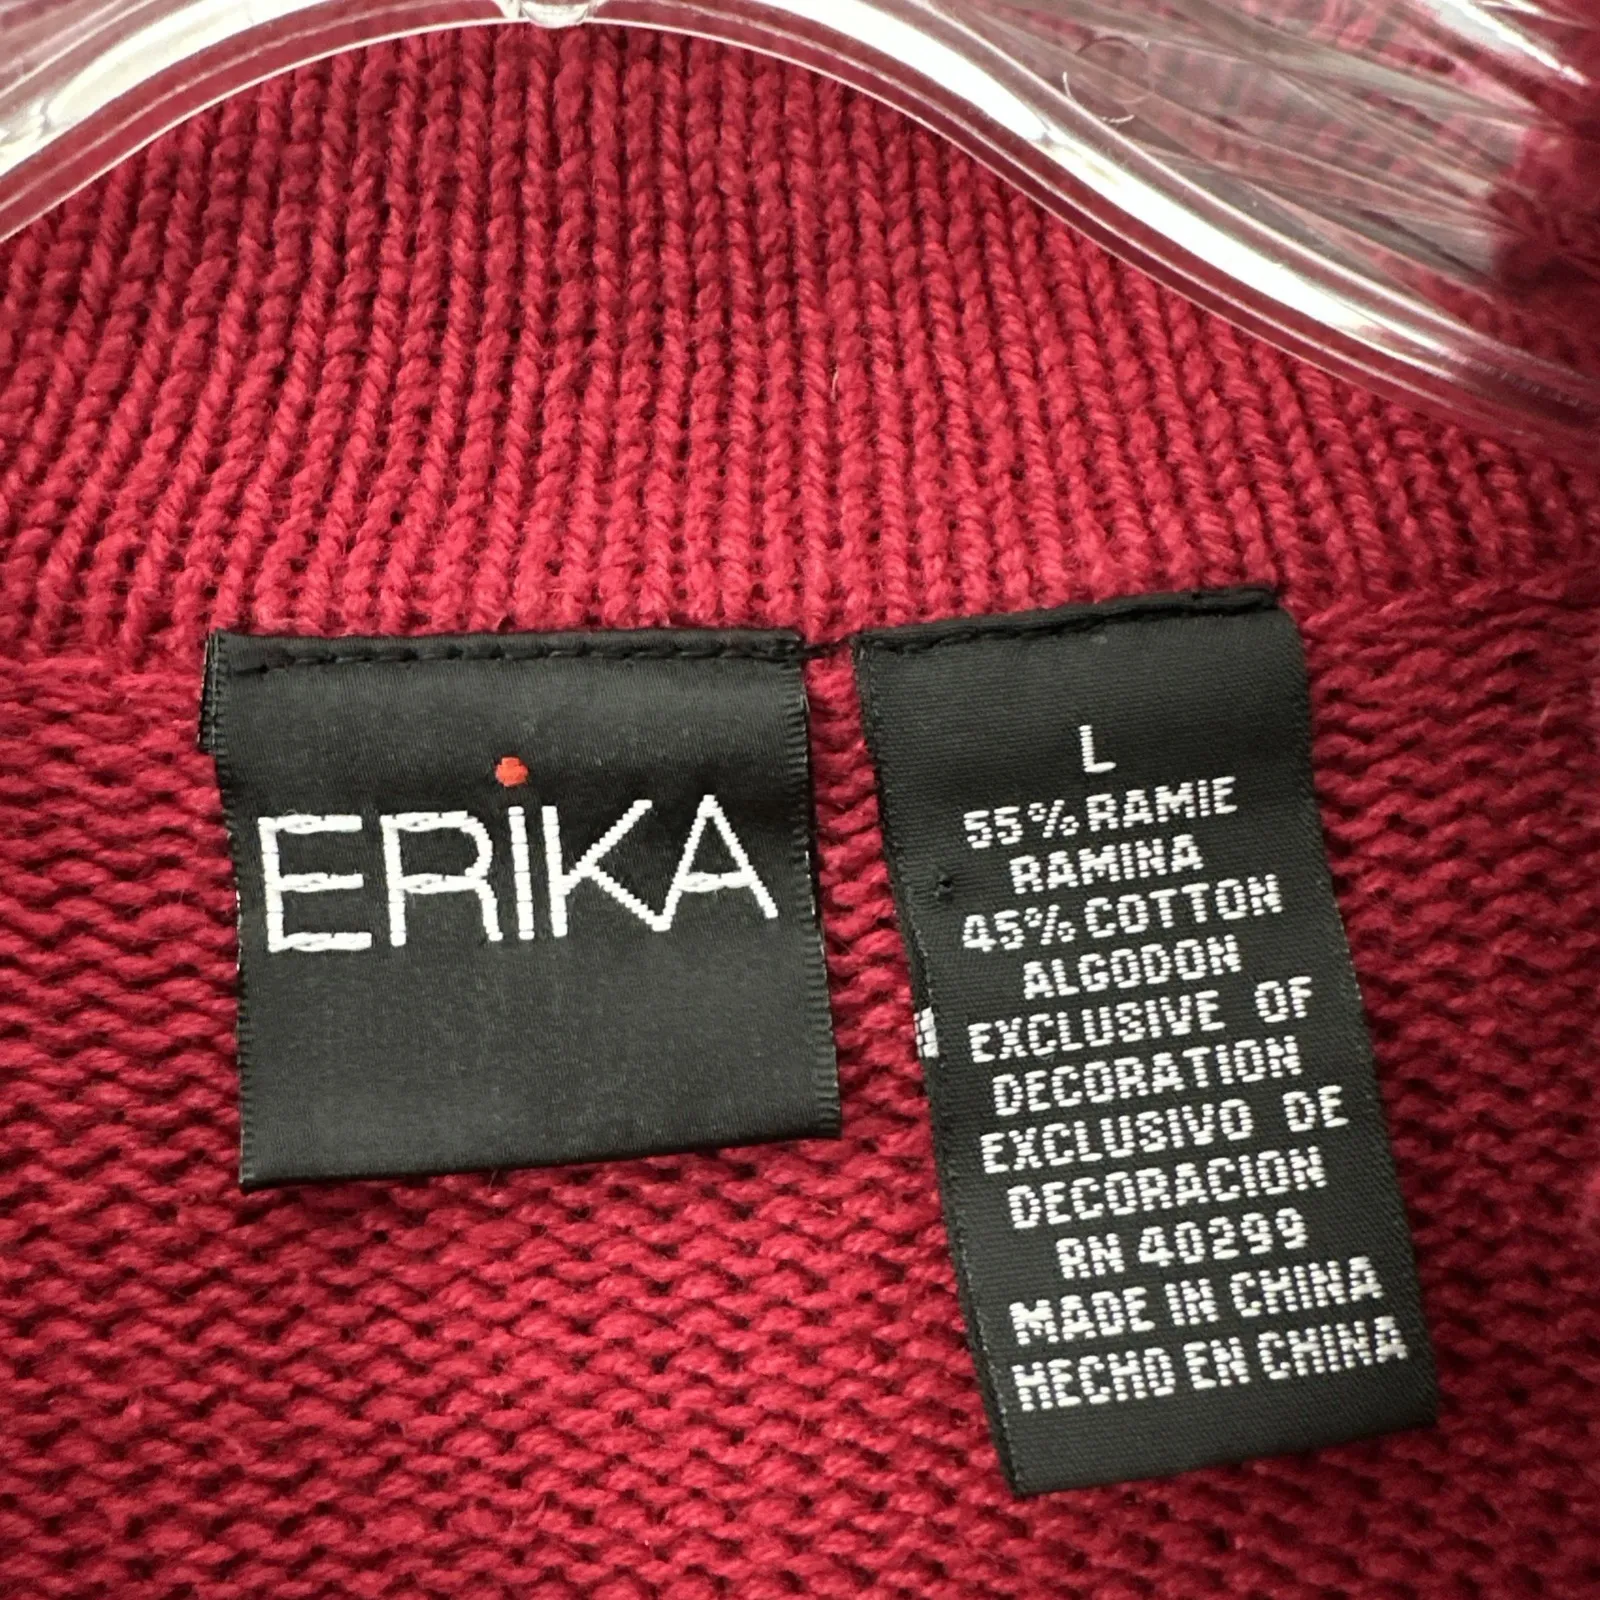 ERiKA
L
55% RAMIE
RAMINA
45% COTTON
ALGODON
EXCLUSIVE OF
DECORATION
EXCLUSIVO DE
DECORACION
RN 40299
MADE IN CHINA
HECHO EN CHINA